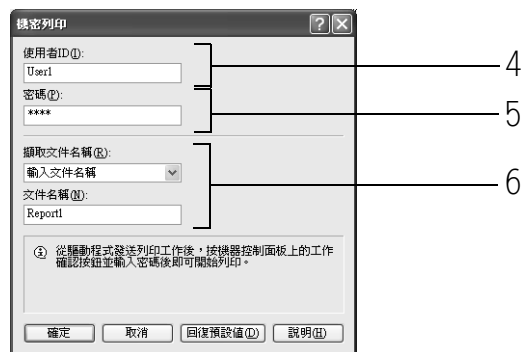 機密列印
使用者ID(I):
User1
4
密碼(P):
****
5
擷取文件名稱(R):
輸入文件名稱
6
文件名稱(N):
Report1
從驅動程式發送列印工作後，按機器控制面板上的工作
確認按鈕並輸入密碼後即可開始列印。
確定 取消 回復預設值(D) 説明(H)